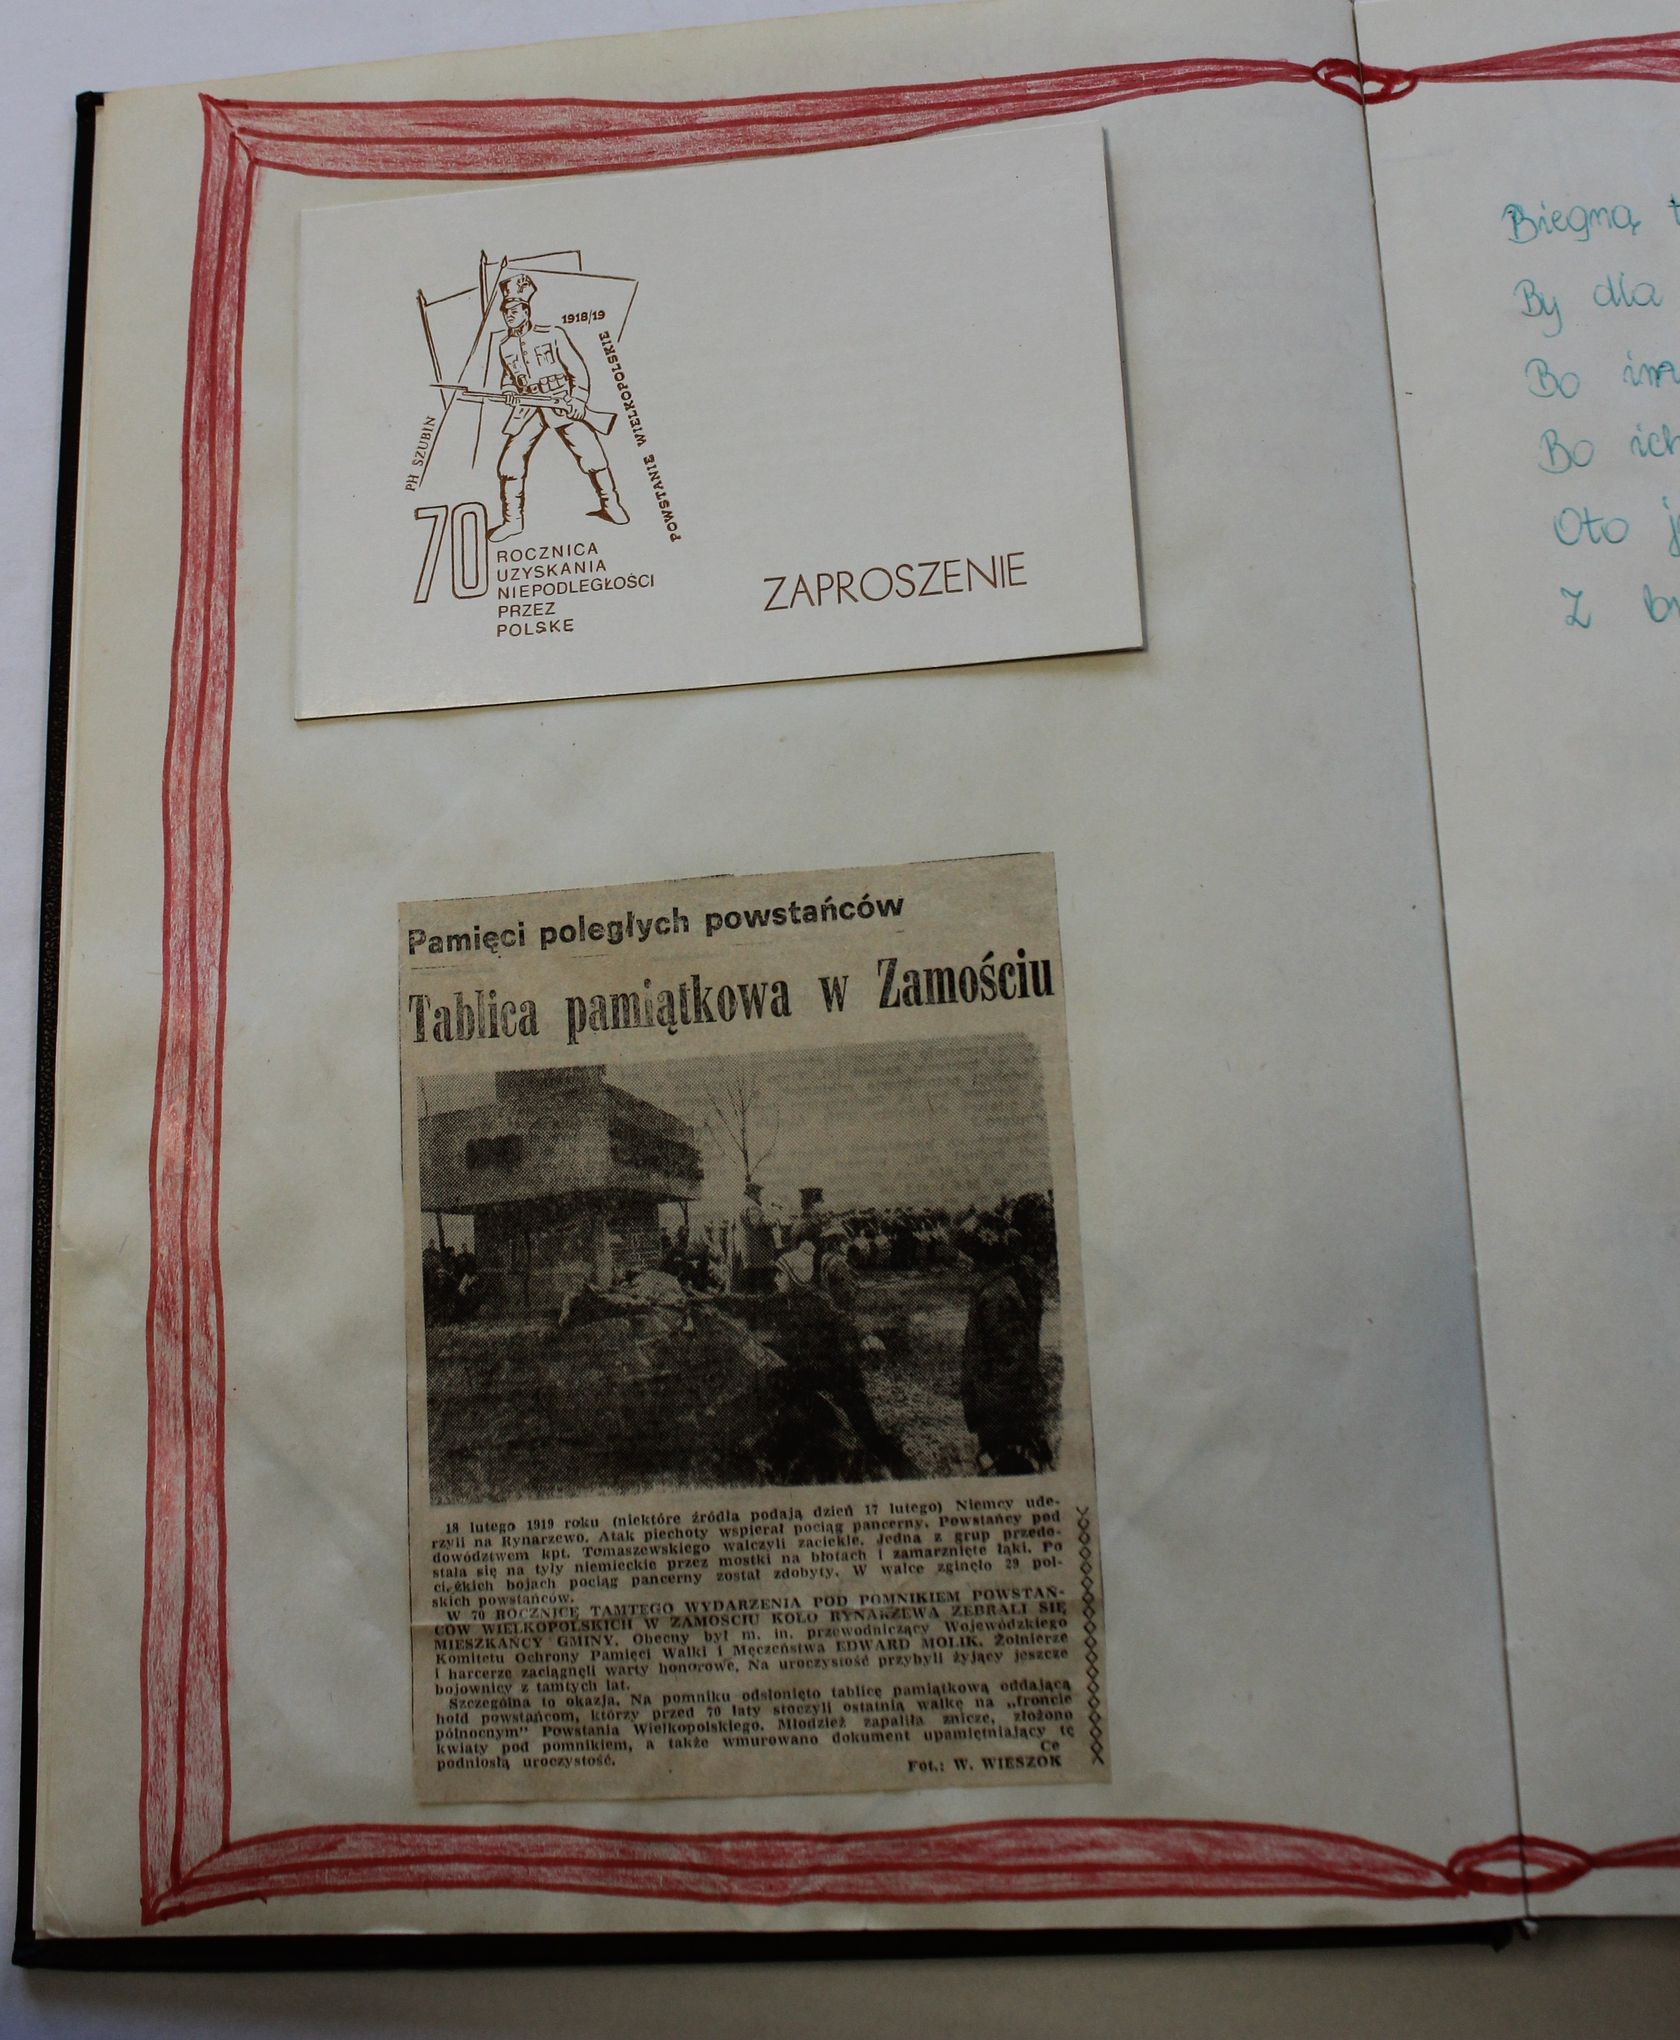 1918/19
POWSTANIE WIELKOPOLSKIE
PH SZUBIN
70
ROCZNICA
UZYSKANIA
NIEPODLEGŁOŚCI
PRZEZ
POLSKĘ
ZAPROSZENIE
Pamięci poległych powstańców
Tablica pamiątkowa w Zamościu
18 lutego 1919 roku (niektóre źródła podają dzień 17 lutego) Niemcy ude-
rzyli na Rynarzewo. Atak piechoty wspierał pociąg pancerny. Powstańcy pod
dowództwem kpt. Tomaszewskiego walczyli zaciekle. Jedna z grup przedo-
stała się na tyły niemieckie przez mostki na błotach i zamarznięte łąki. Po
ciężkich bojach pociąg pancerny został zdobyty. W walce zginęło 29 pol-
skich powstańców.
W 70 ROCZNICĘ TAMTEGO WYDARZENIA POD POMNIKIEM POWSTAŃ-
CÓW WIELKOPOLSKICH W ZAMOŚCIU KOŁO RYNARZEWA ZEBRALI SIĘ
MIESZKAŃCY GMINY. Obecny był m. in. przewodniczący Wojewódzkiego
Komitetu Ochrony Pamięci Walki i Męczeństwa EDWARD MOLIK. Żołnierze
i harcerze zaciągnęli warty honorowe. Na uroczystość przybyli żyjący jeszcze
bojownicy z tamtych lat.
Szczególna to okazja. Na pomniku odsłonięto tablicę pamiątkową oddającą
hołd powstańcom, którzy przed 70 laty stoczyli ostatnią walkę na „froncie
północnym" Powstania Wielkopolskiego. Młodzież zapaliła znicze, złożono
kwiaty pod pomnikiem, a także wmurowano dokument upamiętniający tę
podniosłą uroczystość.
Ce
Fot.: W. WIESZOK
Biegną
By dla
Bo
Bo
Oto
Z